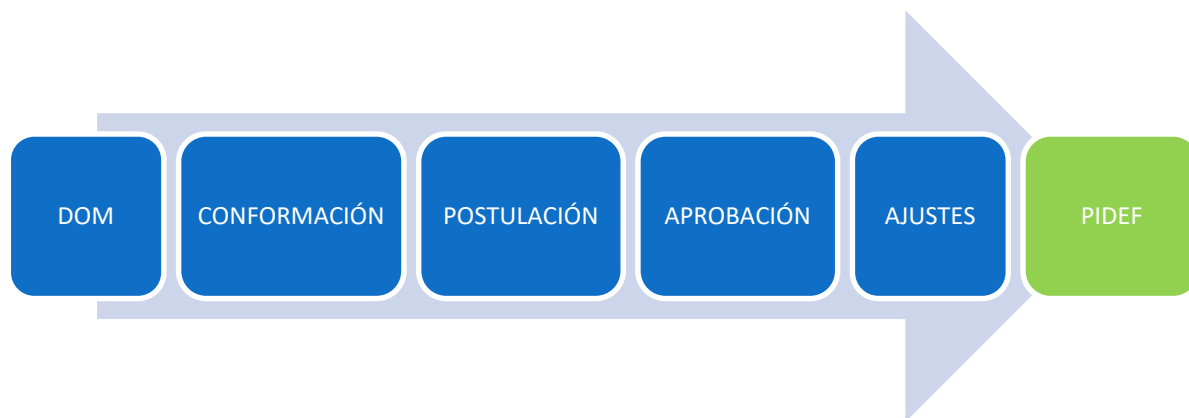 DOM
CONFORMACIÓN
POSTULACIÓN
APROBACIÓN
AJUSTES
PIDEF